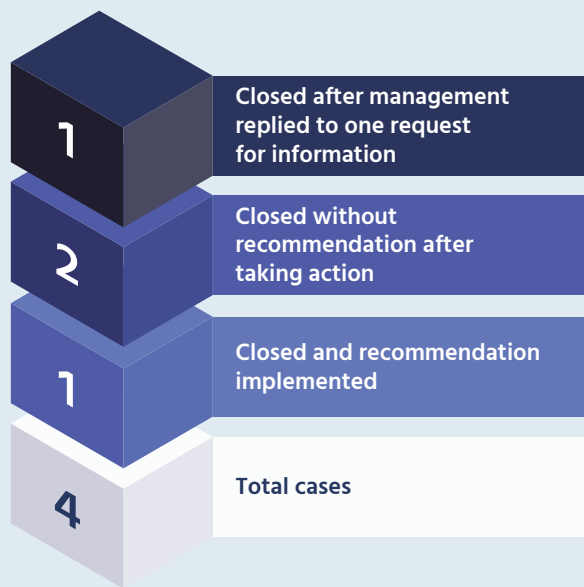 1
Closed after management
replied to one request
for information
2
Closed without
recommendation after
taking action
1
Closed and recommendation
implemented
4
Total cases